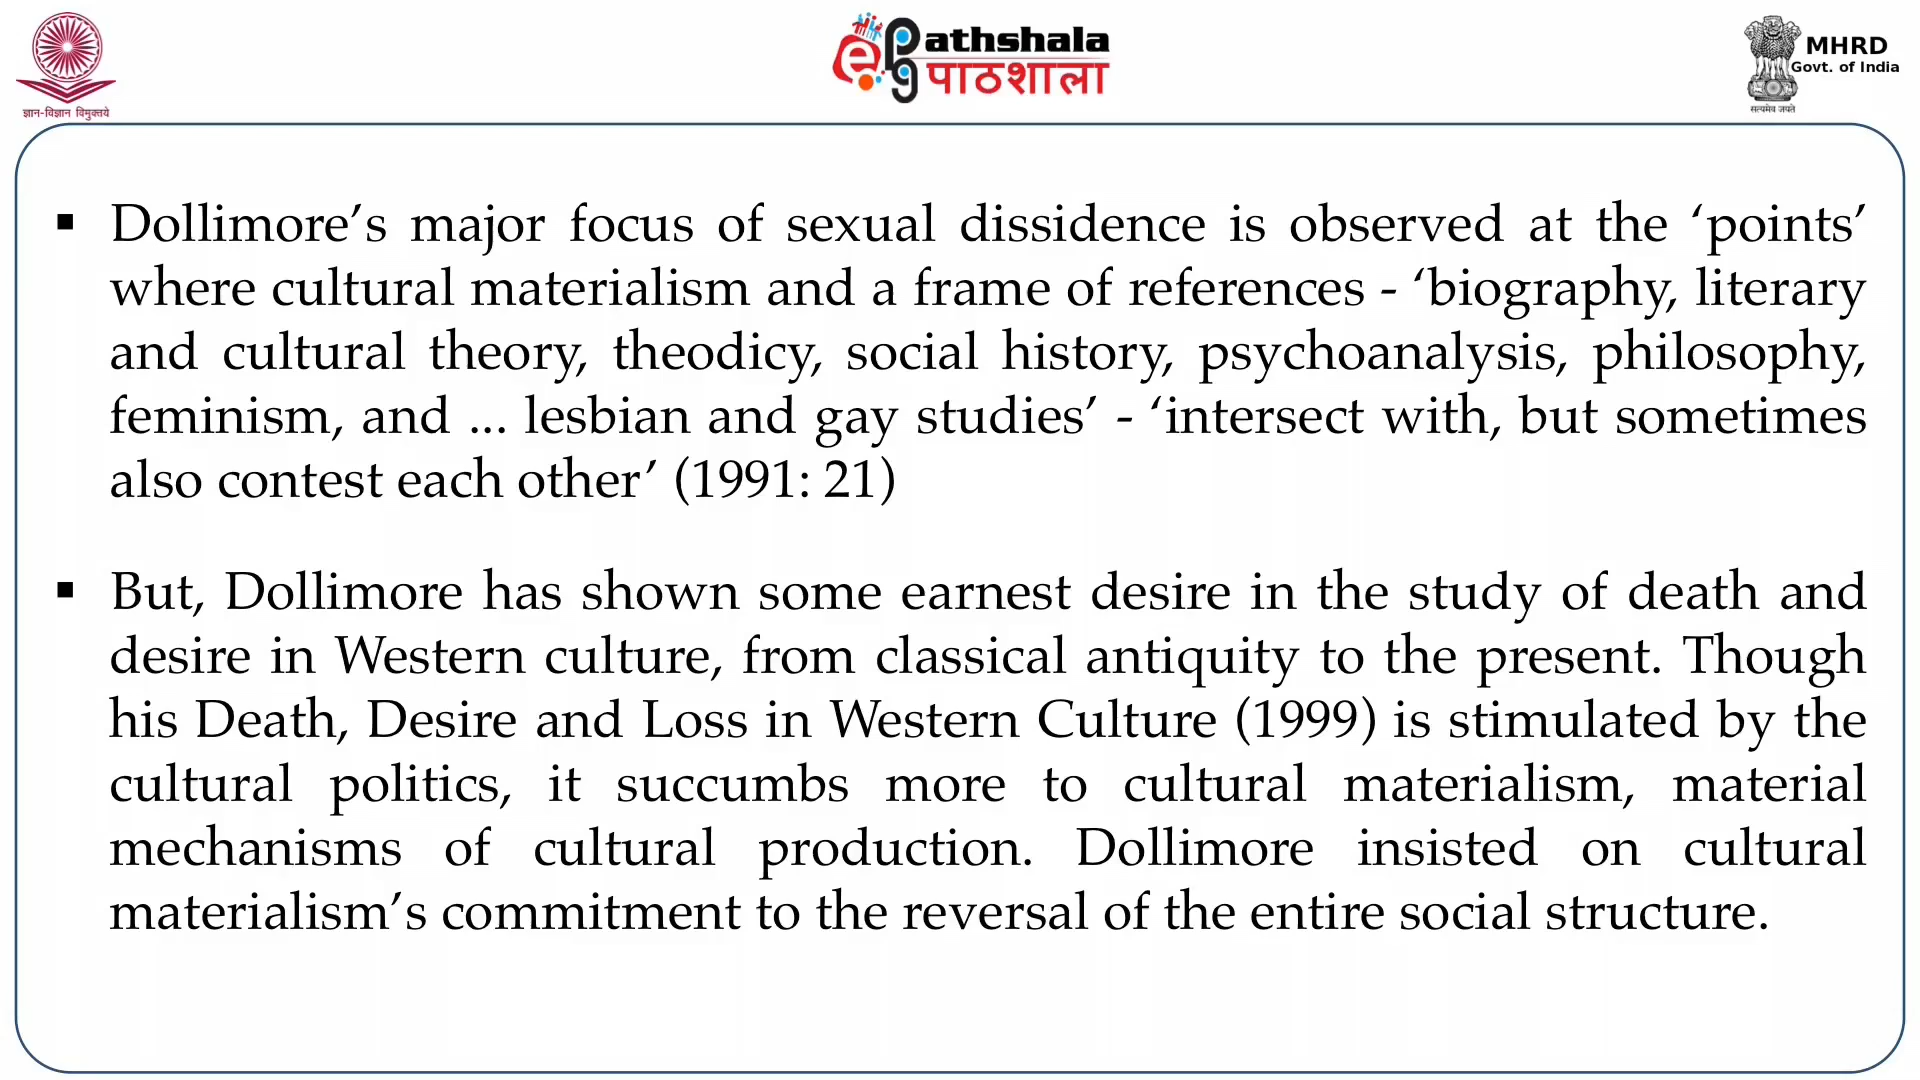 ज्ञान-विज्ञान विमुक्तये
e
Pathshala
पाठशाला
MHRD
Govt. of India
सत्यमेव जयते
▪ Dollimore’s major focus of sexual dissidence is observed at the ‘points’
where cultural materialism and a frame of references - ‘biography, literary
and cultural theory, theodicy, social history, psychoanalysis, philosophy,
feminism, and ... lesbian and gay studies’ - ‘intersect with, but sometimes
also contest each other’ (1991: 21)
▪ But, Dollimore has shown some earnest desire in the study of death and
desire in Western culture, from classical antiquity to the present. Though
his Death, Desire and Loss in Western Culture (1999) is stimulated by the
cultural politics, it succumbs more to cultural materialism, material
mechanisms of cultural production. Dollimore insisted on cultural
materialism’s commitment to the reversal of the entire social structure.